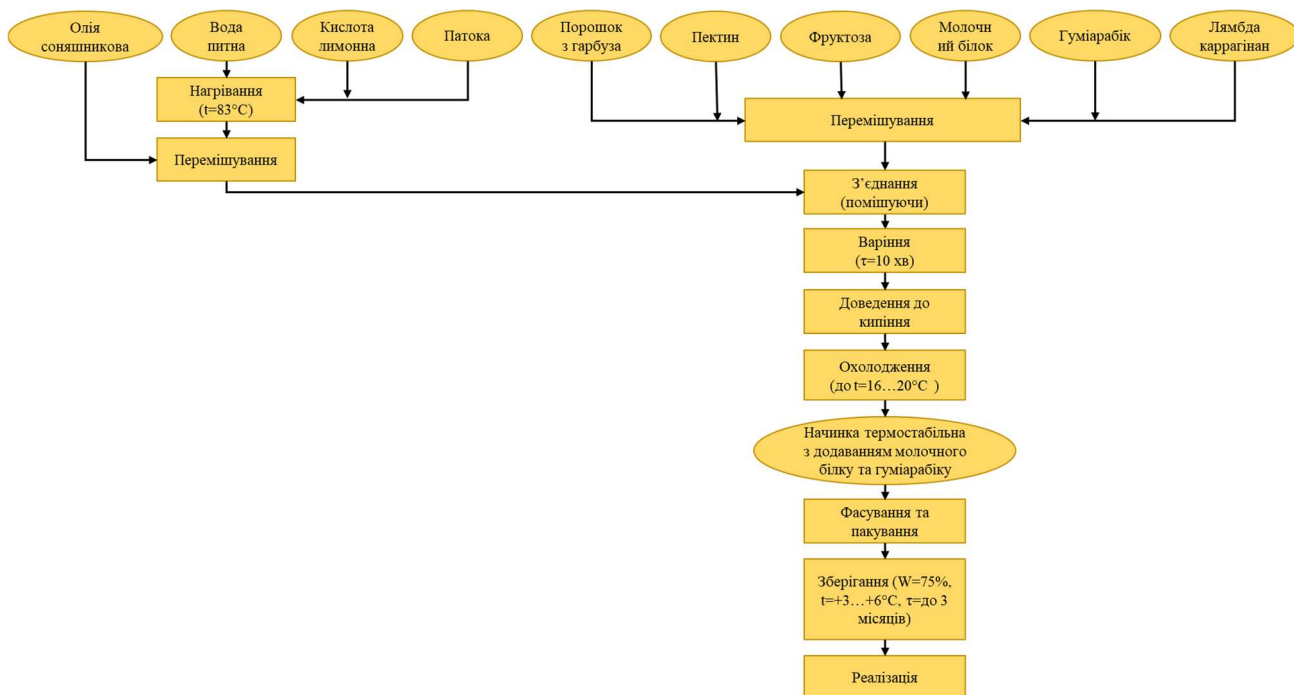 Олія
соняшникова
Вода
питна
Кислота
лимонна
Патока
Порошок
з гарбуза
Пектин
Фруктоза
Молочн
ий білок
Гуміарабік
Лямбда
каррагінан
Нагрівання
(t=83°C)
Перемішування
Перемішування
З’єднання
(помішуючи)
Варіння
(τ=10 хв)
Доведення до
кипіння
Охолодження
(до t=16…20°C )
Начинка термостабільна
з додаванням молочного
білку та гуміарабіку
Фасування та
пакування
Зберігання (W=75%,
t=+3…+6°C, τ=до 3
місяців)
Реалізація